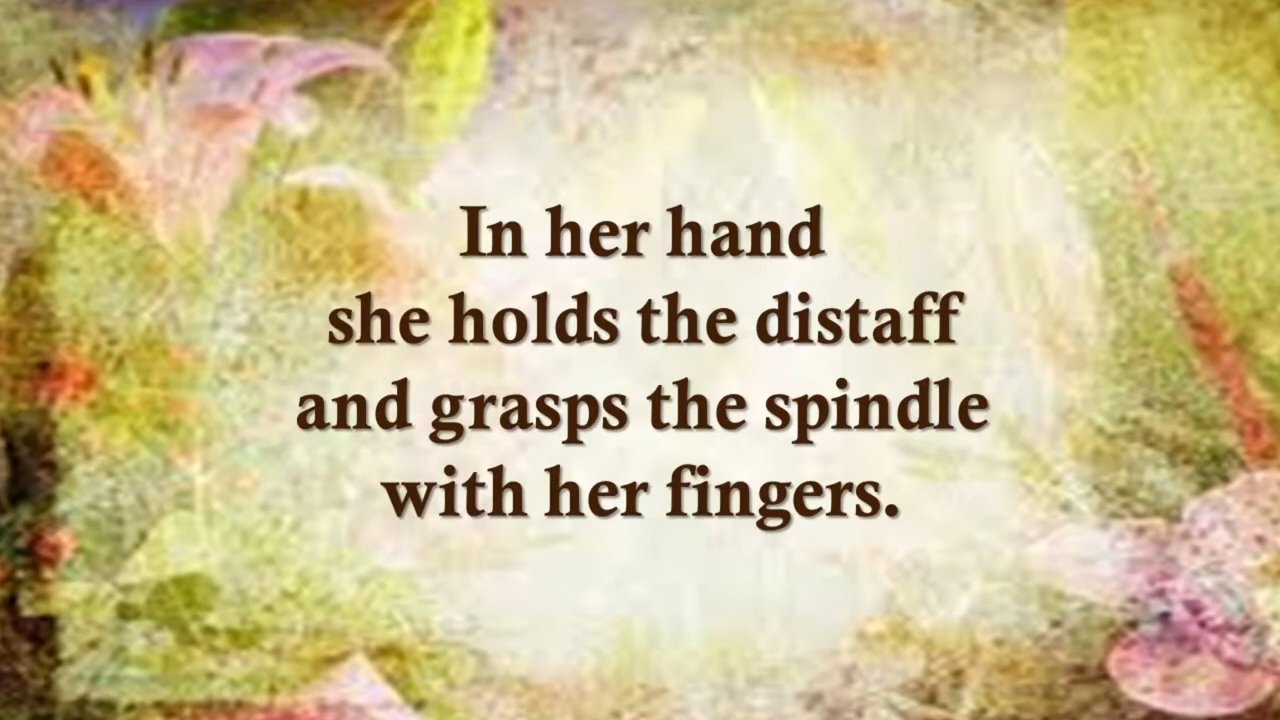 In her hand
she holds the distaff
and grasps the spindle
with her fingers.